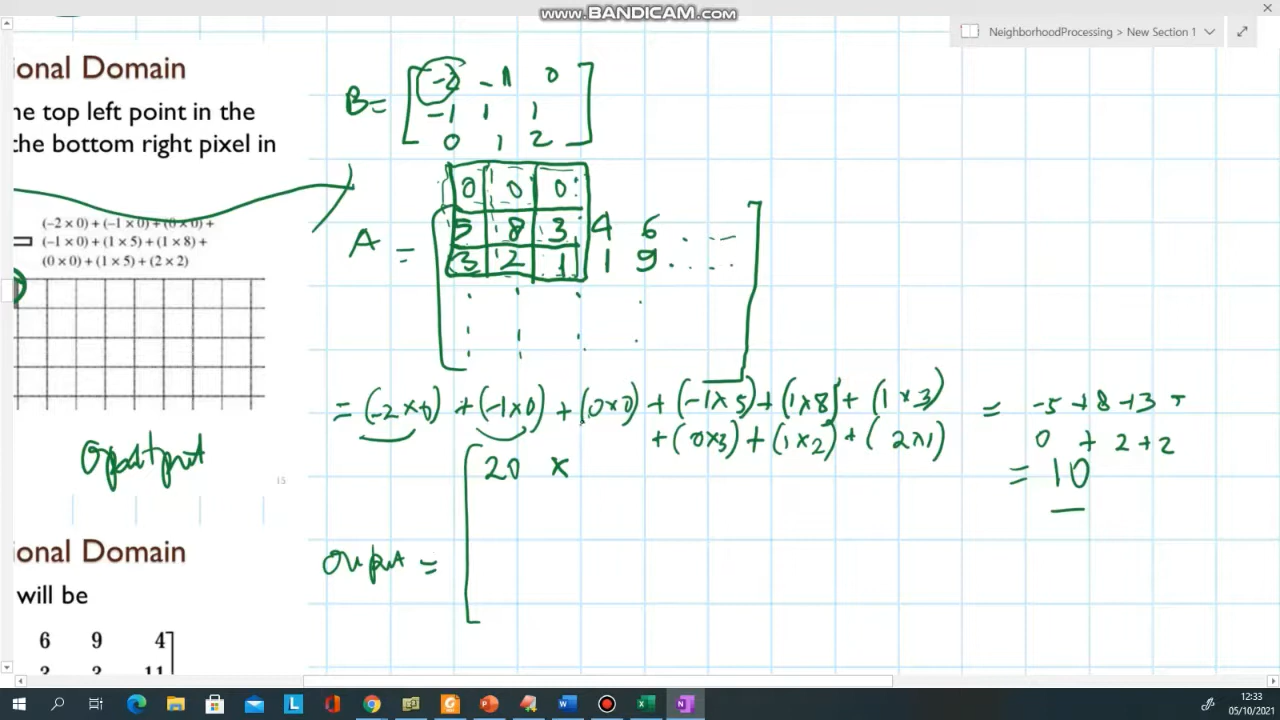 www.BANDICAM.com
NeighborhoodProcessing > New Section 1
ional Domain
he top left point in the
the bottom right pixel in
(-2 × 0) + (-1 × 0) + (0 × 0) +
(-1 × 0) + (1 × 5) + (1 × 8) +
(0 × 0) + (1 × 5) + (2 × 2)
15
ional Domain
will be
6 9 4
B =
-2 -1 0
-1 1 1
0 1 2
0 0 0
A =
5 8 3 4 6
3 2 1 1 9
= (-2 × 0) + (-1 × 0) + (0 × 0) + (-1 × 5) + (1 × 8) + (1 × 3)
+ (0 × 3) + (1 × 2) + (2 × 1)
= -5 + 8 + 3 +
0 + 2 + 2
= 10
20 x
Output =
12:33
05/10/2021